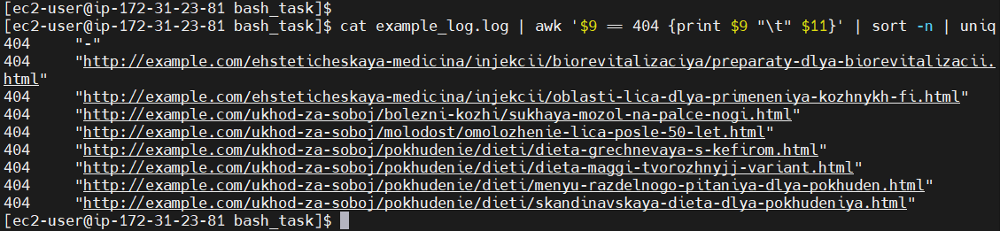 [ec2-user@ip-172-31-23-81 bash_task]$
[ec2-user@ip-172-31-23-81 bash_task]$ cat example_log.log | awk '$9 == 404 {print $9 "\t" $11}' | sort -n | uniq
404 "-"
404 "http://example.com/ehsteticheskaya-medicina/injekcii/biorevitalizaciya/preparaty-dlya-biorevitalizacii.
html"
404 "http://example.com/ehsteticheskaya-medicina/injekcii/oblasti-lica-dlya-primeneniya-kozhnykh-fi.html"
404 "http://example.com/ukhod-za-soboj/bolezni-kozhi/sukhaya-mozol-na-palce-nogi.html"
404 "http://example.com/ukhod-za-soboj/molodost/omolozhenie-lica-posle-50-let.html"
404 "http://example.com/ukhod-za-soboj/pokhudenie/dieti/dieta-grechnevaya-s-kefirom.html"
404 "http://example.com/ukhod-za-soboj/pokhudenie/dieti/dieta-maggi-tvorozhnyjj-variant.html"
404 "http://example.com/ukhod-za-soboj/pokhudenie/dieti/menyu-razdelnogo-pitaniya-dlya-pokhuden.html"
404 "http://example.com/ukhod-za-soboj/pokhudenie/dieti/skandinavskaya-dieta-dlya-pokhudeniya.html"
[ec2-user@ip-172-31-23-81 bash_task]$